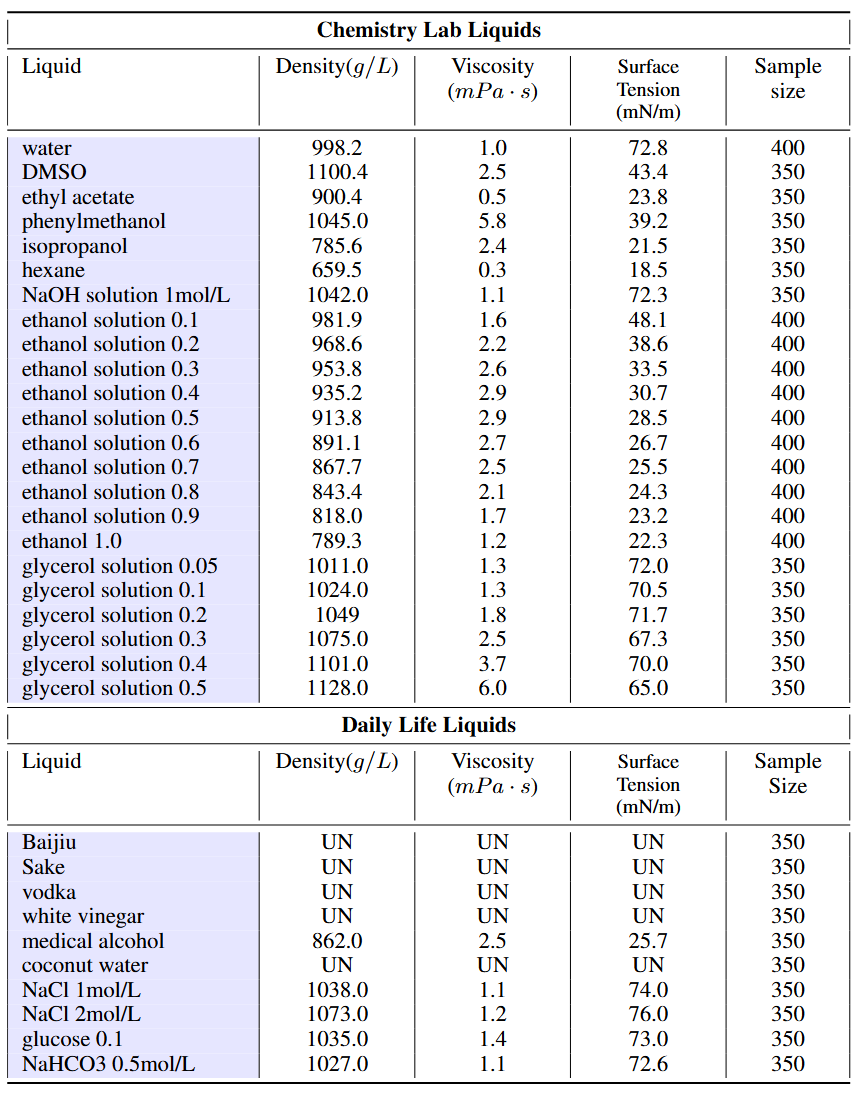 Chemistry Lab Liquids
Liquid Density(g/L) Viscosity (mPa · s) Surface Tension (mN/m) Sample size
water 998.2 1.0 72.8 400
DMSO 1100.4 2.5 43.4 350
ethyl acetate 900.4 0.5 23.8 350
phenylmethanol 1045.0 5.8 39.2 350
isopropanol 785.6 2.4 21.5 350
hexane 659.5 0.3 18.5 350
NaOH solution 1mol/L 1042.0 1.1 72.3 350
ethanol solution 0.1 981.9 1.6 48.1 400
ethanol solution 0.2 968.6 2.2 38.6 400
ethanol solution 0.3 953.8 2.6 33.5 400
ethanol solution 0.4 935.2 2.9 30.7 400
ethanol solution 0.5 913.8 2.9 28.5 400
ethanol solution 0.6 891.1 2.7 26.7 400
ethanol solution 0.7 867.7 2.5 25.5 400
ethanol solution 0.8 843.4 2.1 24.3 400
ethanol solution 0.9 818.0 1.7 23.2 400
ethanol 1.0 789.3 1.2 22.3 400
glycerol solution 0.05 1011.0 1.3 72.0 350
glycerol solution 0.1 1024.0 1.3 70.5 350
glycerol solution 0.2 1049 1.8 71.7 350
glycerol solution 0.3 1075.0 2.5 67.3 350
glycerol solution 0.4 1101.0 3.7 70.0 350
glycerol solution 0.5 1128.0 6.0 65.0 350
Daily Life Liquids
Liquid Density(g/L) Viscosity (mPa · s) Surface Tension (mN/m) Sample Size
Baijiu UN UN UN 350
Sake UN UN UN 350
vodka UN UN UN 350
white vinegar UN UN UN 350
medical alcohol 862.0 2.5 25.7 350
coconut water UN UN UN 350
NaCl 1mol/L 1038.0 1.1 74.0 350
NaCl 2mol/L 1073.0 1.2 76.0 350
glucose 0.1 1035.0 1.4 73.0 350
NaHCO3 0.5mol/L 1027.0 1.1 72.6 350